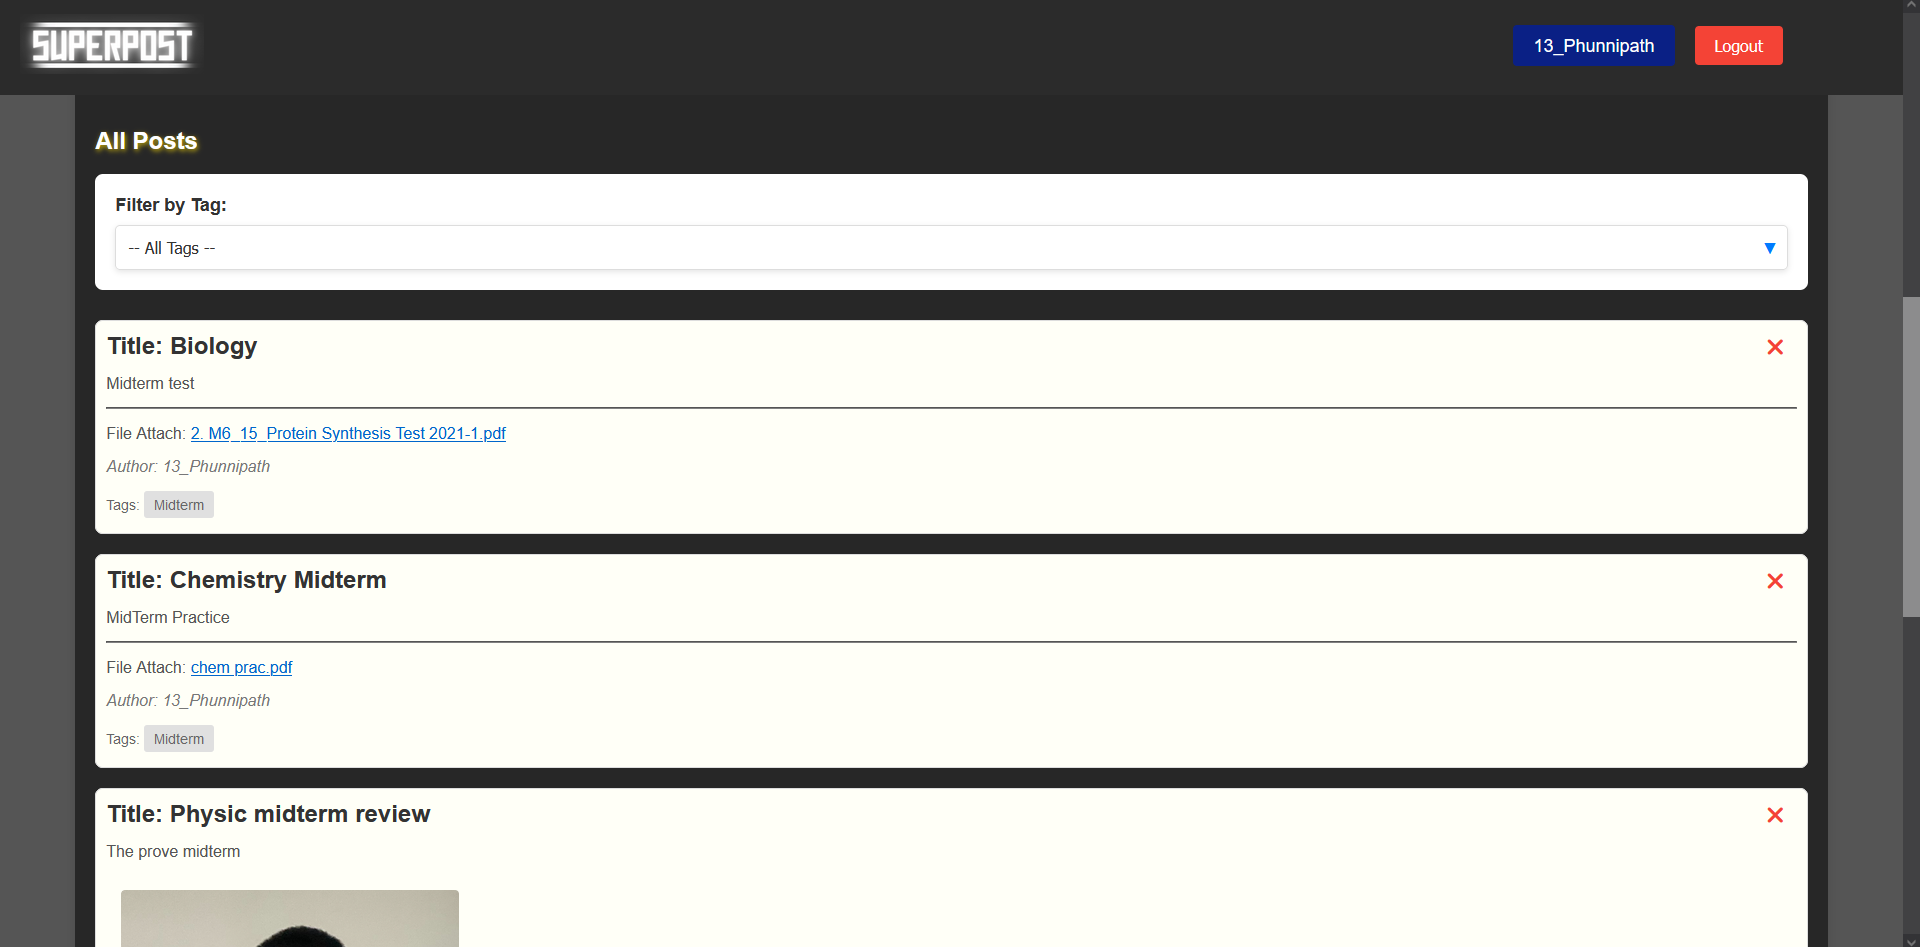 SUPERPOST
13_Phunnipath
Logout
All Posts
Filter by Tag:
-- All Tags --
Title: Biology
Midterm test
File Attach: 2. M6_15_Protein Synthesis Test 2021-1.pdf
Author: 13_Phunnipath
Tags: Midterm
Title: Chemistry Midterm
MidTerm Practice
File Attach: chem prac.pdf
Author: 13_Phunnipath
Tags: Midterm
Title: Physic midterm review
The prove midterm